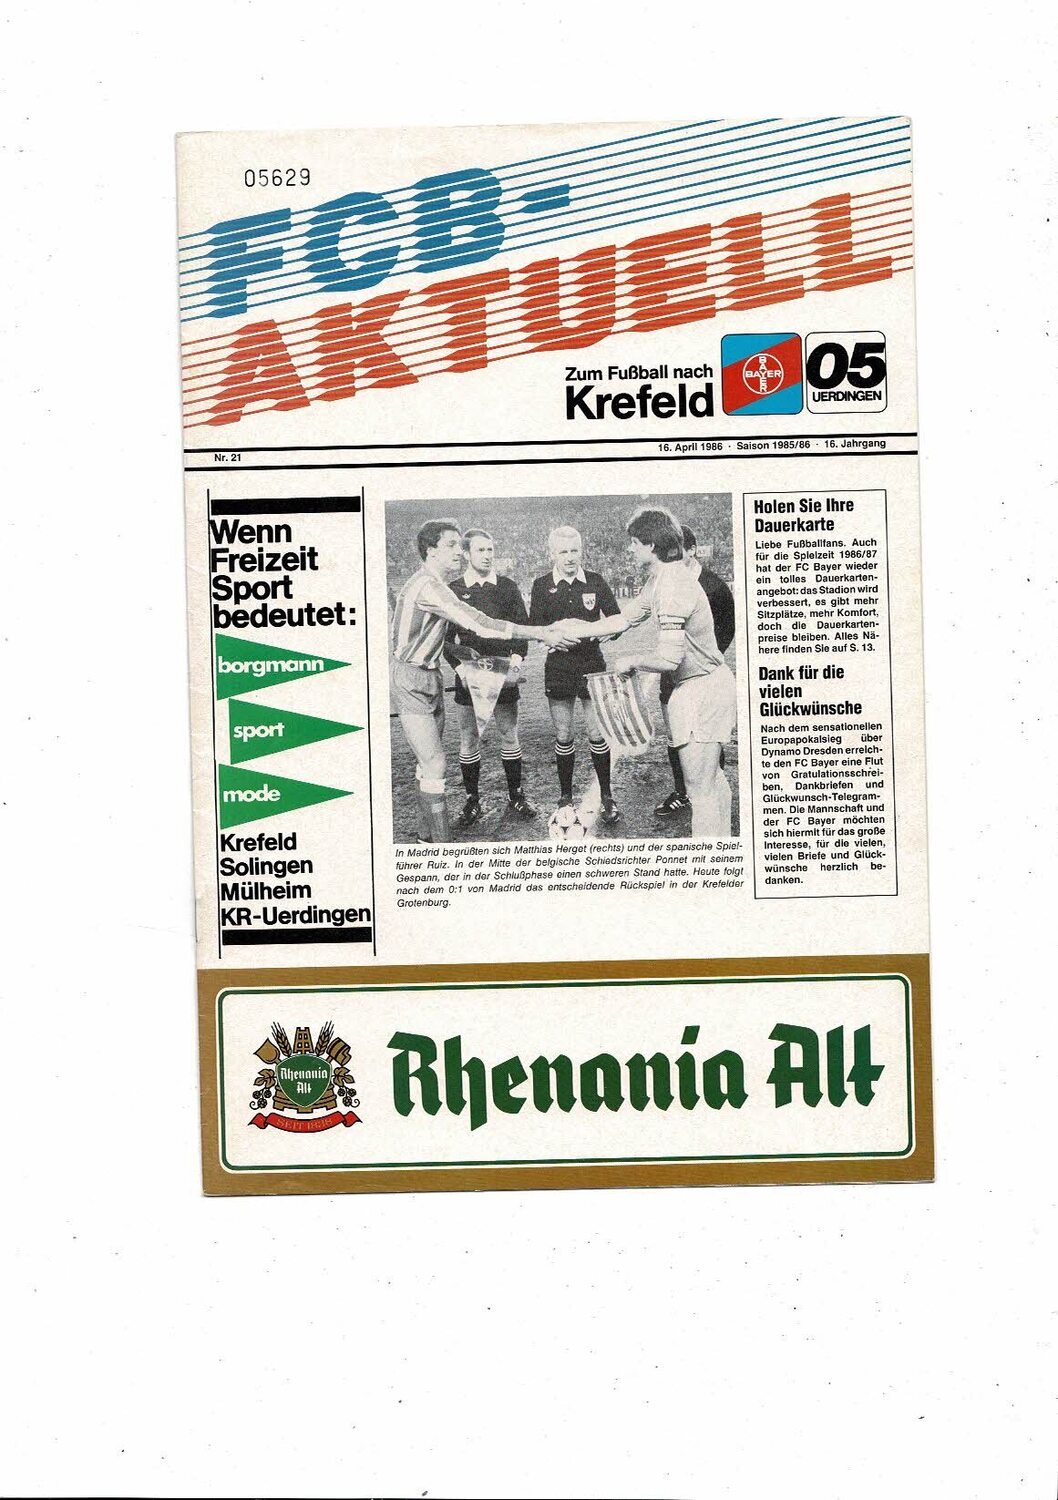 05629
FCB-
AKTUELL
Zum Fußball nach
Krefeld
BAYER
BAYER
05
UERDINGEN
Nr. 21
16. April 1986 · Saison 1985/86 · 16. Jahrgang
Wenn
Freizeit
Sport
bedeutet:
borgmann
sport
mode
Krefeld
Solingen
Mülheim
KR-Uerdingen
In Madrid begrüßten sich Matthias Herget (rechts) und der spanische Spiel-
führer Ruiz. In der Mitte der belgische Schiedsrichter Ponnet mit seinem
Gespann, der in der Schlußphase einen schweren Stand hatte. Heute folgt
nach dem 0:1 von Madrid das entscheidende Rückspiel in der Krefelder
Grotenburg.
Holen Sie Ihre
Dauerkarte
Liebe Fußballfans. Auch
für die Spielzeit 1986/87
hat der FC Bayer wieder
ein tolles Dauerkarten-
angebot: das Stadion wird
verbessert, es gibt mehr
Sitzplätze, mehr Komfort,
doch die Dauerkarten-
preise bleiben. Alles Nä-
here finden Sie auf S. 13.
Dank für die
vielen
Glückwünsche
Nach dem sensationellen
Europapokalsieg über
Dynamo Dresden erreich-
te den FC Bayer eine Flut
von Gratulationsschrei-
ben, Dankbriefen und
Glückwunsch-Telegram-
men. Die Mannschaft und
der FC Bayer möchten
sich hiermit für das große
Interesse, für die vielen,
vielen Briefe und Glück-
wünsche herzlich be-
danken.
Rhenania
Alt
SEIT 1838
Rhenania Alt